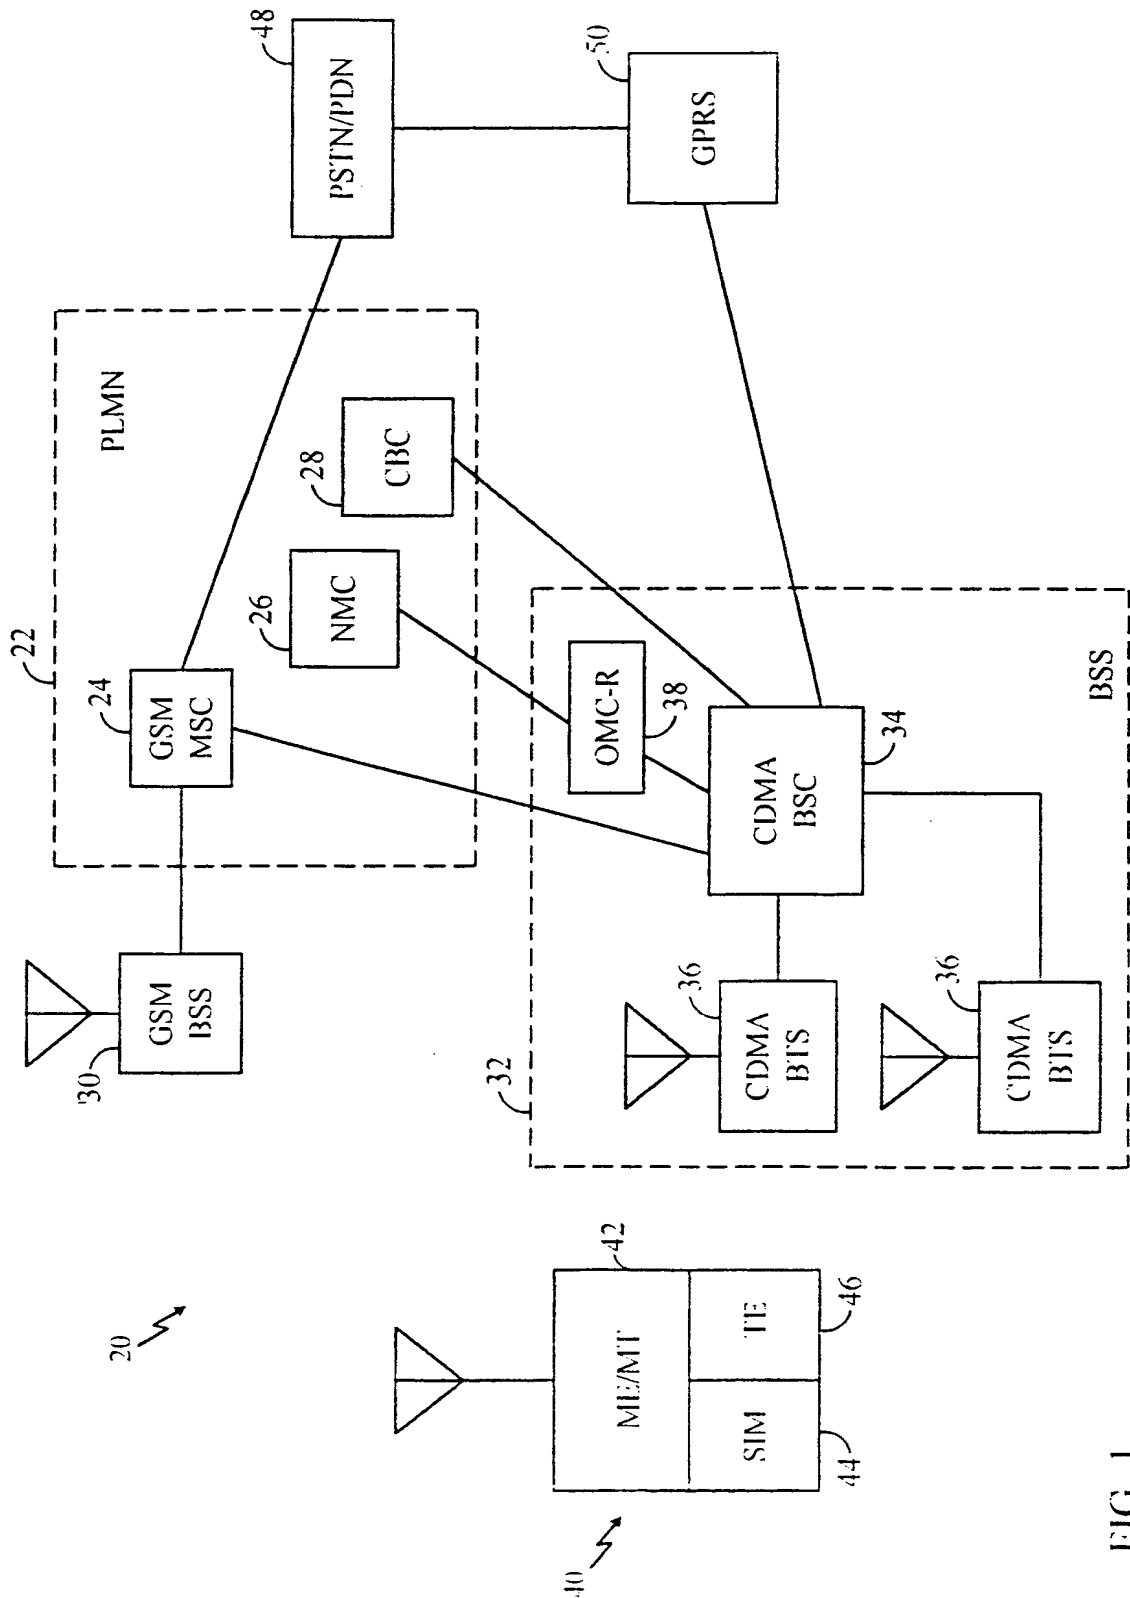 20
40
ME/MT
42
SIM
TE
44
46
30
GSM
BSS
22
PLMN
24
GSM
MSC
26
NMC
28
CBC
48
PSTN/PDN
50
GPRS
32
BSS
OMC-R
38
CDMA
BSC
34
36
CDMA
BTS
36
CDMA
BTS
FIG. 1